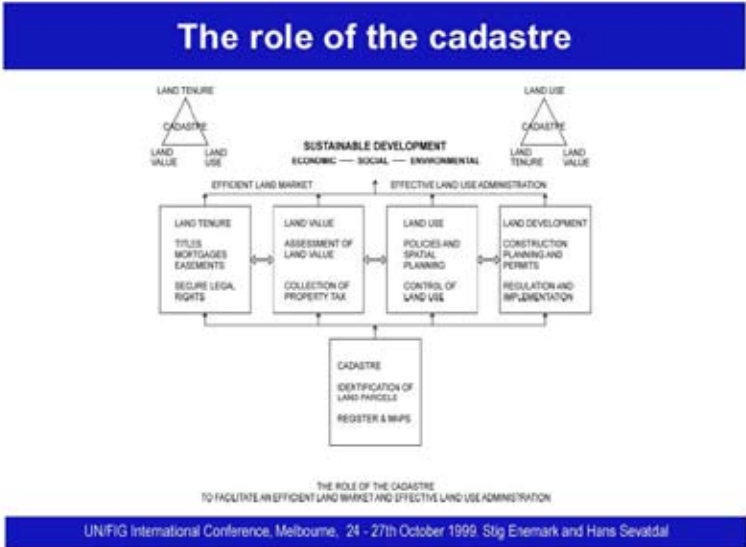 The role of the cadastre
LAND TENURE
CADASTRE
LAND
VALUE
LAND
USE
LAND USE
CADASTRE
LAND
TENURE
LAND
VALUE
SUSTAINABLE DEVELOPMENT
ECONOMIC — SOCIAL — ENVIRONMENTAL
EFFICIENT LAND MARKET
EFFECTIVE LAND USE ADMINISTRATION
LAND TENURE
TITLES
MORTGAGES
EASEMENTS
SECURE LEGAL
RIGHTS
LAND VALUE
ASSESSMENT OF
LAND VALUE
COLLECTION OF
PROPERTY TAX
LAND USE
POLICIES AND
SPATIAL
PLANNING
CONTROL OF
LAND USE
LAND DEVELOPMENT
CONSTRUCTION
PLANNING AND
PERMITS
REGULATION AND
IMPLEMENTATION
CADASTRE
IDENTIFICATION OF
LAND PARCELS
REGISTER & MAPS
THE ROLE OF THE CADASTRE
TO FACILITATE AN EFFICIENT LAND MARKET AND EFFECTIVE LAND USE ADMINISTRATION
UN/FIG International Conference, Melbourne, 24 - 27th October 1999. Stig Enemark and Hans Sevatdal